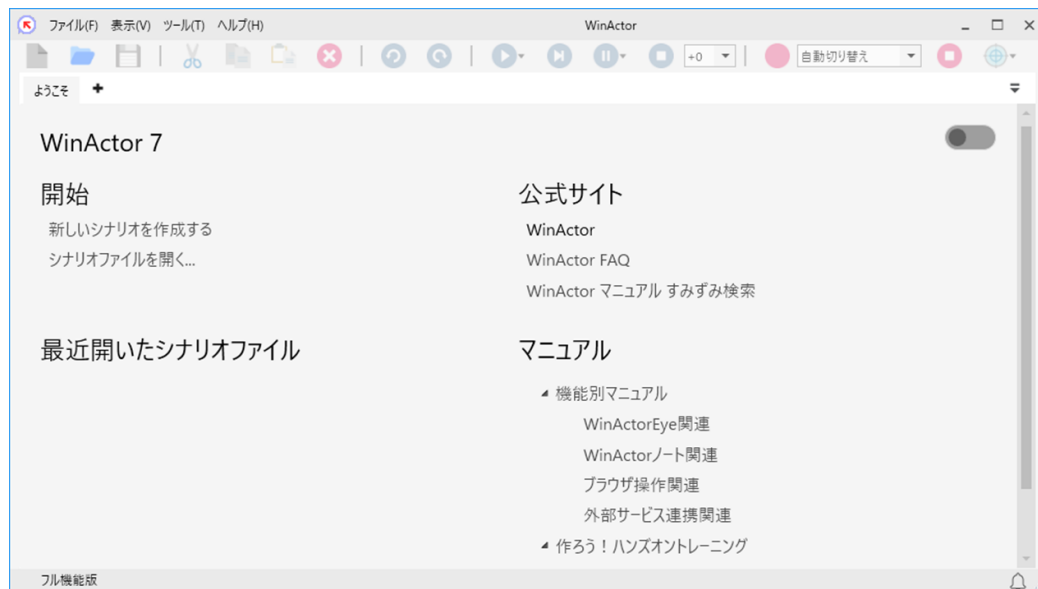 ファイル(F) 表示(V) ツール(T) ヘルプ(H) WinActor
+0 自動切り替え
ようこそ
WinActor 7
開始
新しいシナリオを作成する
シナリオファイルを開く...
公式サイト
WinActor
WinActor FAQ
WinActor マニュアル すみずみ検索
最近開いたシナリオファイル
マニュアル
機能別マニュアル
WinActorEye関連
WinActorノート関連
ブラウザ操作関連
外部サービス連携関連
作ろう！ハンズオントレーニング
フル機能版